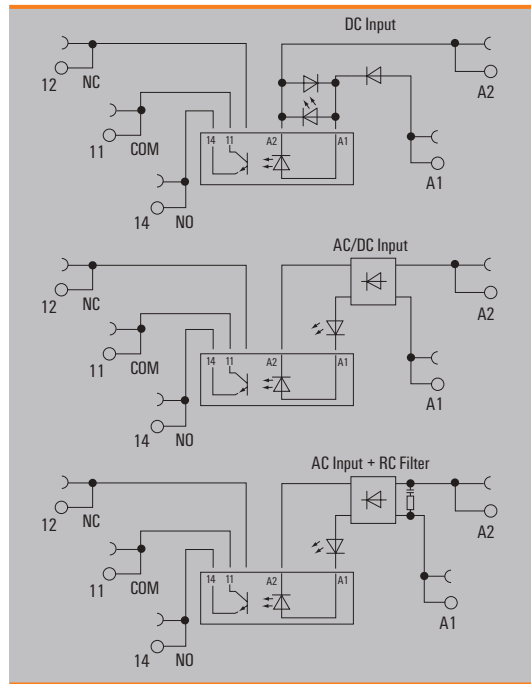 DC Input
12 NC
A2
14 11 A2 A1
11 COM
A1
14 NO
AC/DC Input
12 NC
A2
14 11 A2 A1
11 COM
A1
14 NO
AC Input + RC Filter
12 NC
A2
14 11 A2 A1
11 COM
A1
14 NO